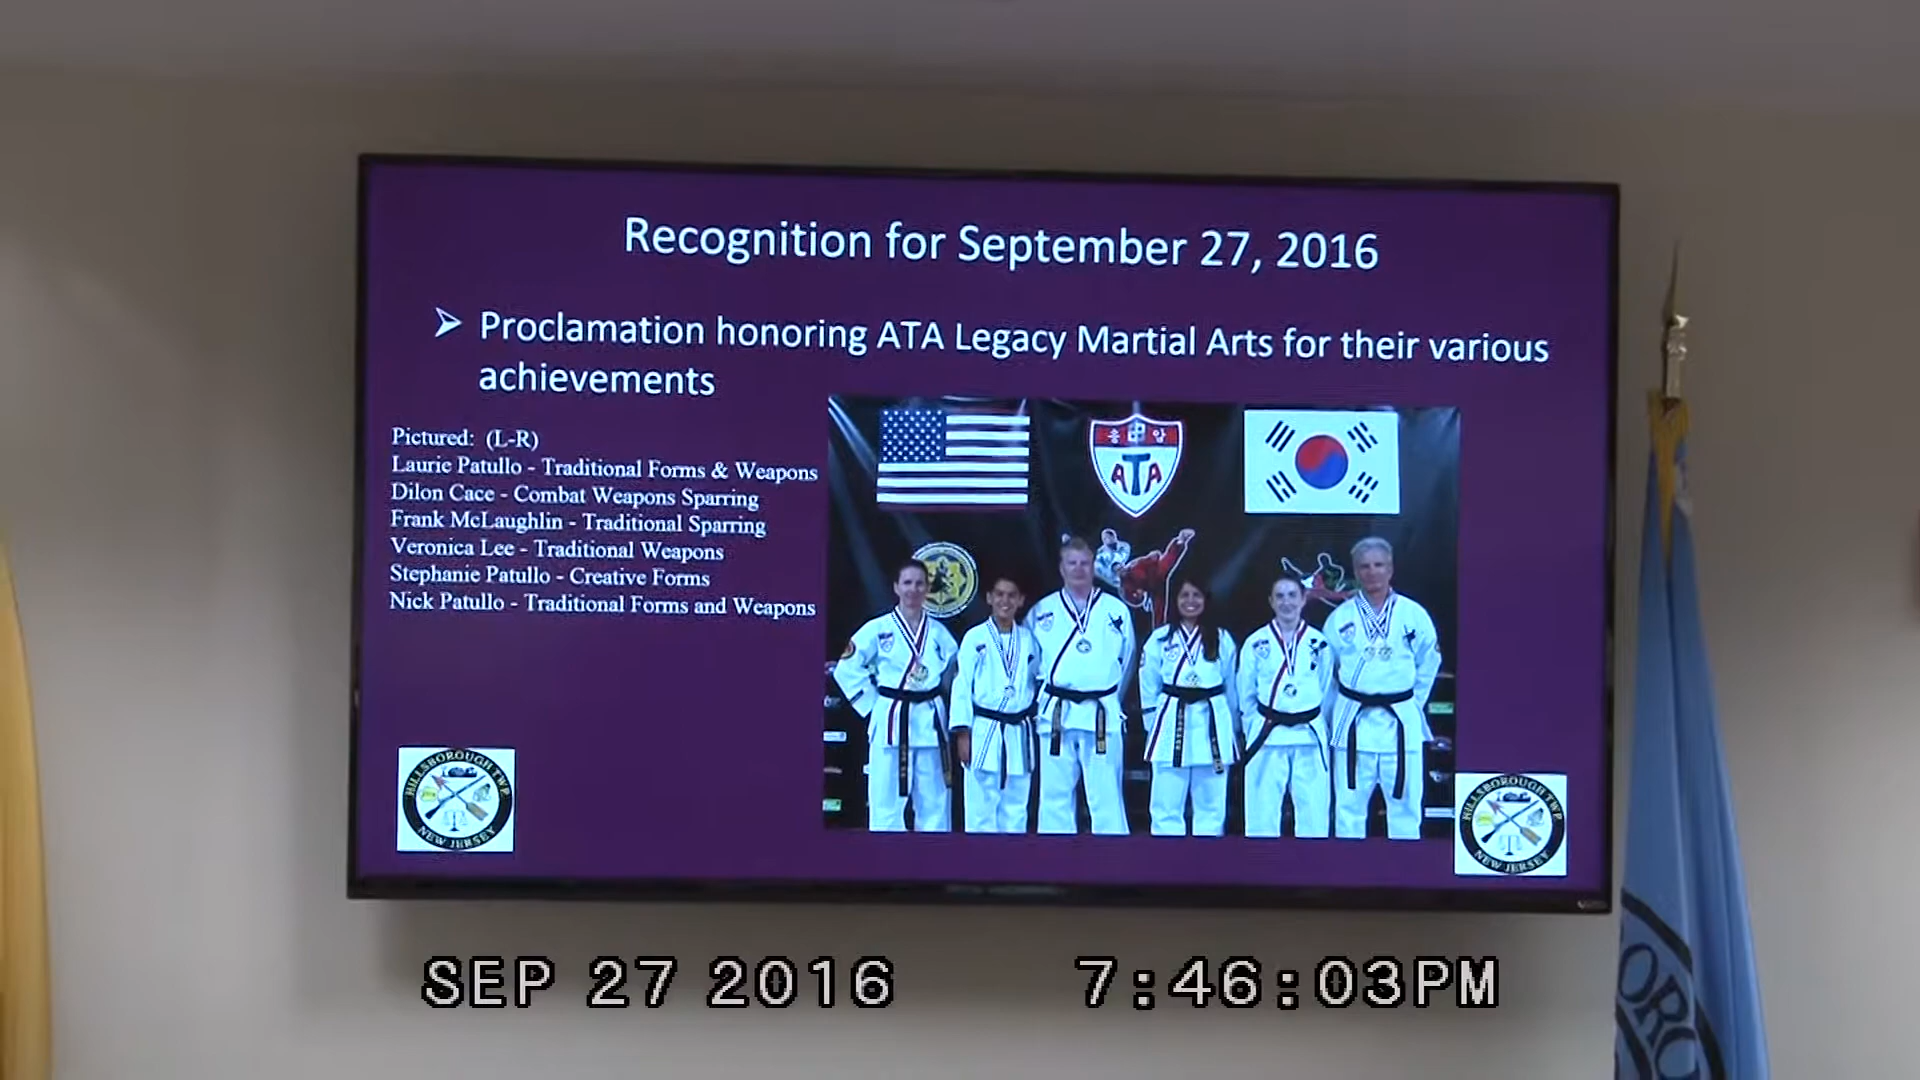 Recognition for September 27, 2016
Proclamation honoring ATA Legacy Martial Arts for their various
achievements
Pictured: (L-R)
Laurie Patullo - Traditional Forms & Weapons
Dilon Cace - Combat Weapons Sparring
Frank McLaughlin - Traditional Sparring
Veronica Lee - Traditional Weapons
Stephanie Patullo - Creative Forms
Nick Patullo - Traditional Forms and Weapons
ATA
HILLSBOROUGH TWP.
NEW JERSEY
HILLSBOROUGH TWP.
NEW JERSEY
SEP 27 2016 7:46:03PM